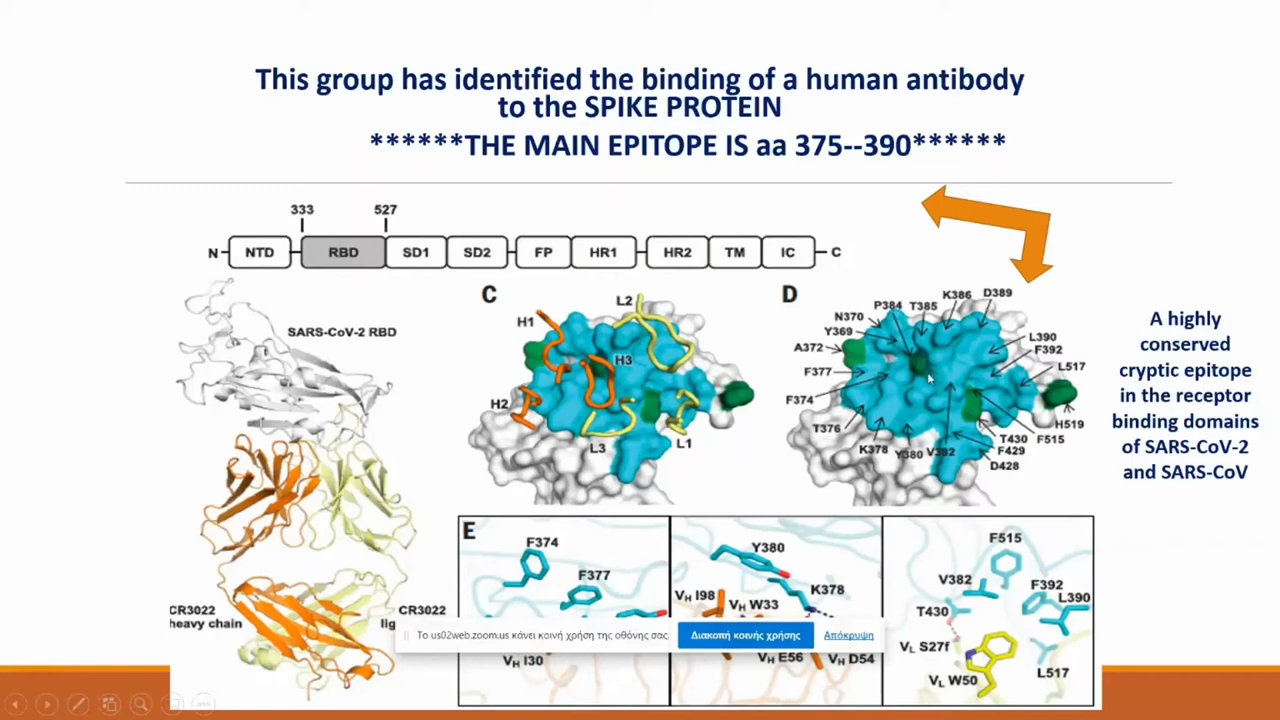 This group has identified the binding of a human antibody
to the SPIKE PROTEIN
******THE MAIN EPITOPE IS aa 375--390******
333
527
N
NTD
RBD
SD1
SD2
FP
HR1
HR2
TM
IC
C
SARS-CoV-2 RBD
CR3022
heavy chain
CR3022
lig
C
L2
H1
H3
H2
L3
L1
D
P384
T385
K386
D389
N370
Y369
A372
F377
F374
T376
K378
Y380
V382
L390
F392
L517
H519
T430
F515
F429
D428
A highly
conserved
cryptic epitope
in the receptor
binding domains
of SARS-CoV-2
and SARS-CoV
E
F374
F377
VH I30
Y380
K378
VH I98
VH W33
VH E56
VH D54
F515
V382
F392
L390
T430
VL S27f
VL W50
L517
Το us02web.zoom.us κάνει κοινή χρήση της οθόνης σας.
Διακοπή κοινής χρήσης
Απόκρυψη